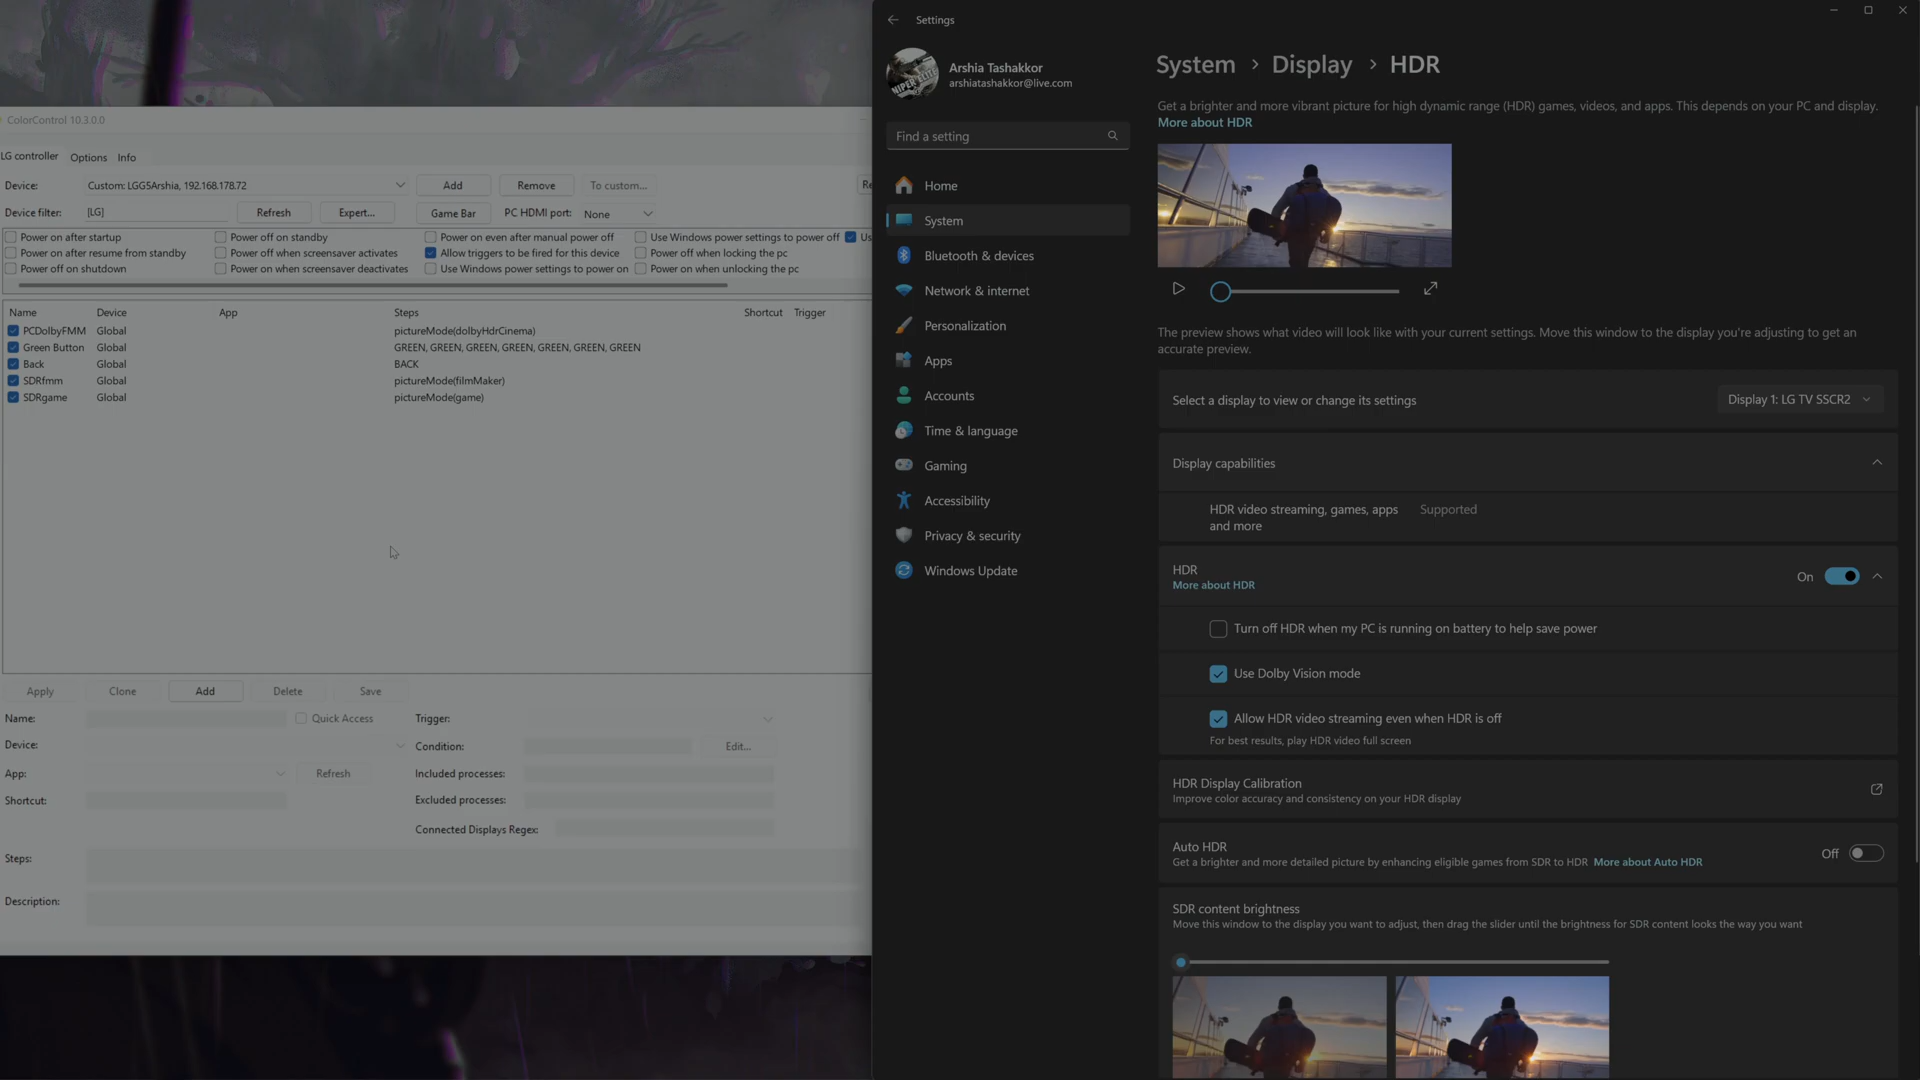 ColorControl 10.3.0.0
LG controller Options Info
Device: Custom: LGG5Arshia, 192.168.178.72 Add Remove To custom... Re
Device filter: [LG] Refresh Expert... Game Bar PC HDMI port: None
Power on after startup Power off on standby Power on even after manual power off Use Windows power settings to power off Us
Power on after resume from standby Power off when screensaver activates Allow triggers to be fired for this device Power off when locking the pc
Power off on shutdown Power on when screensaver deactivates Use Windows power settings to power on Power on when unlocking the pc
Name Device App Steps Shortcut Trigger
PCDolbyFMM Global pictureMode(dolbyHdrCinema)
Green Button Global GREEN, GREEN, GREEN, GREEN, GREEN, GREEN, GREEN
Back Global BACK
SDRfmm Global pictureMode(filmMaker)
SDRgame Global pictureMode(game)
Apply Clone Add Delete Save
Name: Quick Access Trigger:
Device: Condition: Edit...
App: Refresh Included processes:
Shortcut: Excluded processes:
Connected Displays Regex:
Steps:
Description:
Settings
Arshia Tashakkor
arshiatashakkor@live.com
Find a setting
Home
System
Bluetooth & devices
Network & internet
Personalization
Apps
Accounts
Time & language
Gaming
Accessibility
Privacy & security
Windows Update
System > Display > HDR
Get a brighter and more vibrant picture for high dynamic range (HDR) games, videos, and apps. This depends on your PC and display.
More about HDR
The preview shows what video will look like with your current settings. Move this window to the display you're adjusting to get an
accurate preview.
Select a display to view or change its settings Display 1: LG TV SSCR2
Display capabilities
HDR video streaming, games, apps Supported
and more
HDR On
More about HDR
Turn off HDR when my PC is running on battery to help save power
Use Dolby Vision mode
Allow HDR video streaming even when HDR is off
For best results, play HDR video full screen
HDR Display Calibration
Improve color accuracy and consistency on your HDR display
Auto HDR Off
Get a brighter and more detailed picture by enhancing eligible games from SDR to HDR More about Auto HDR
SDR content brightness
Move this window to the display you want to adjust, then drag the slider until the brightness for SDR content looks the way you want